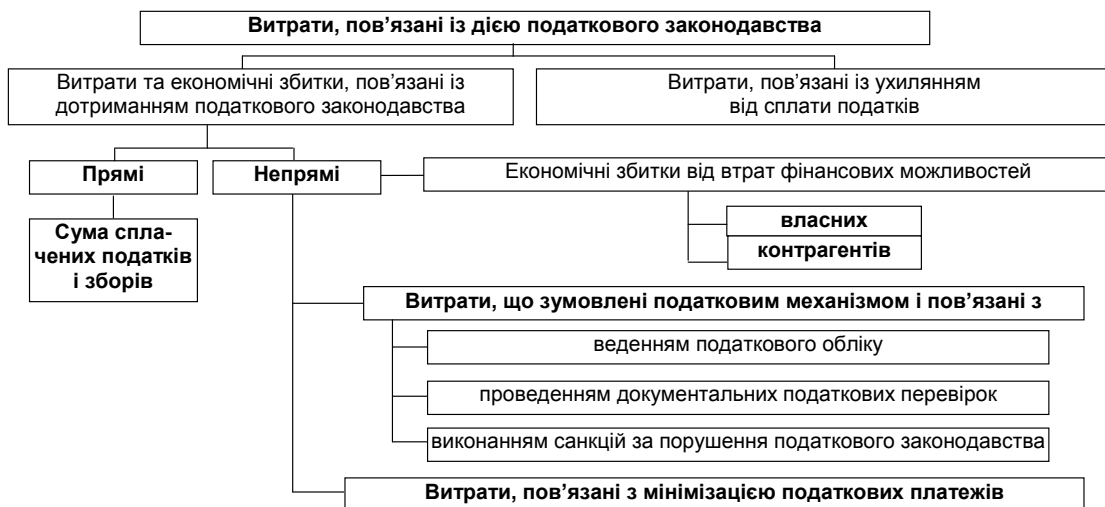 Витрати, пов’язані із дією податкового законодавства
Витрати та економічні збитки, пов’язані із
дотриманням податкового законодавства
Витрати, пов’язані із ухилянням
від сплати податків
Прямі
Непрямі
Економічні збитки від втрат фінансових можливостей
Сума спла-
чених податків
і зборів
власних
контрагентів
Витрати, що зумовлені податковим механізмом і пов’язані з
веденням податкового обліку
проведенням документальних податкових перевірок
виконанням санкцій за порушення податкового законодавства
Витрати, пов’язані з мінімізацією податкових платежів